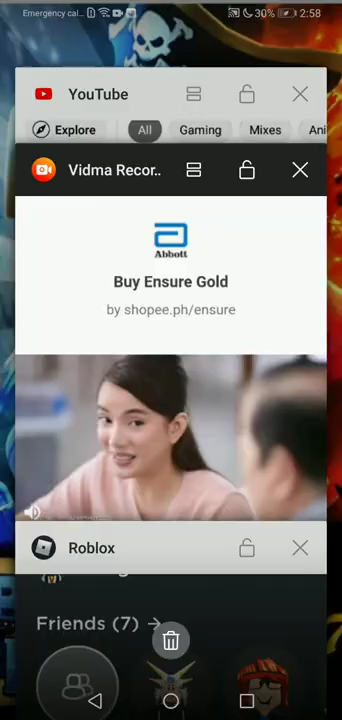 Emergency cal...
30% 2:58
YouTube
Explore All Gaming Mixes Ani
Vidma Recor..
Abbott
Buy Ensure Gold
by shopee.ph/ensure
Roblox
Friends (7) →